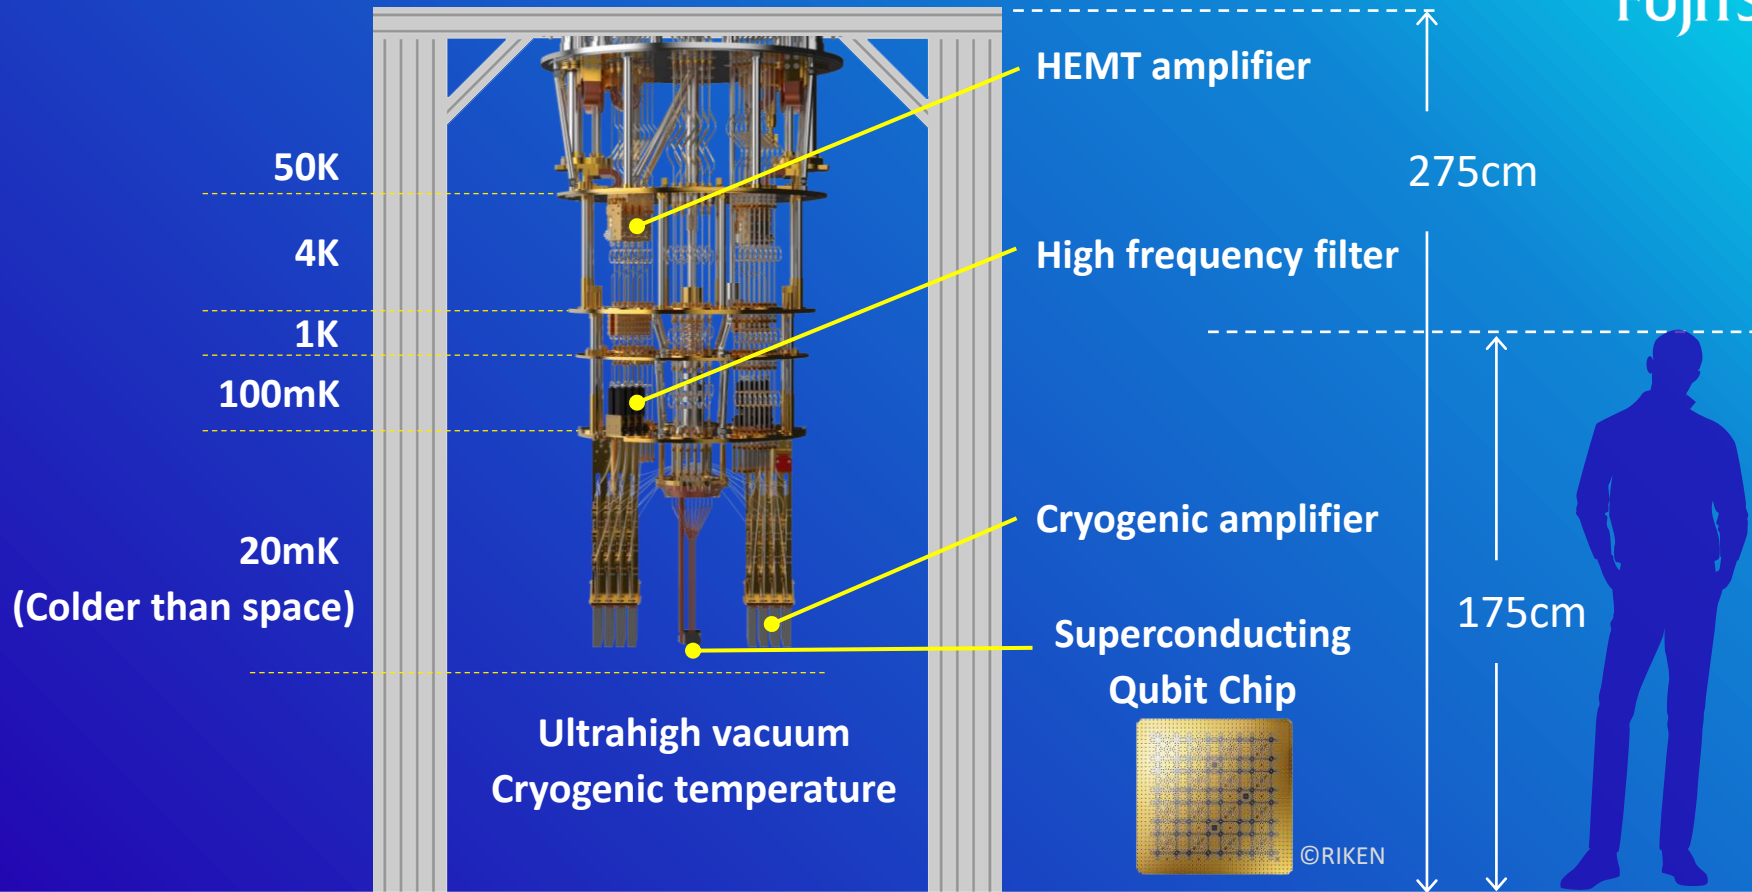 HEMT amplifier
275cm
50K
4K
High frequency filter
1K
100mK
Cryogenic amplifier
20mK
(Colder than space)
175cm
Superconducting
Qubit Chip
Ultrahigh vacuum
Cryogenic temperature
©RIKEN